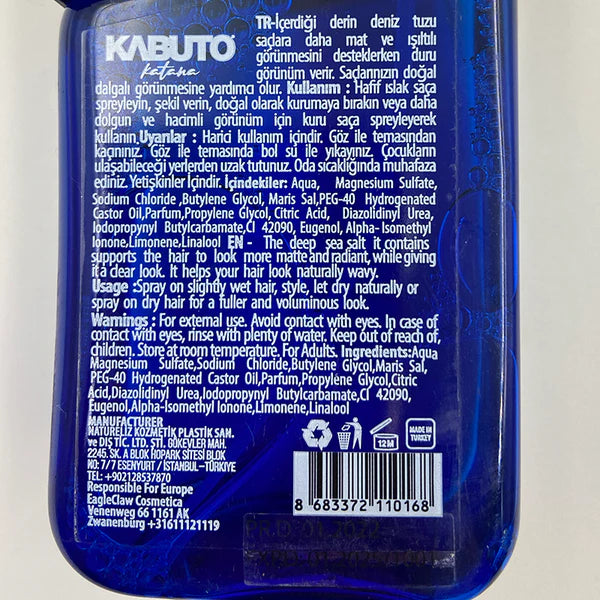 KABUTO
katana
TR-İçerdiği derin deniz tuzu
saçlara daha mat ve ışıltılı
görünmesini desteklerken duru
görünüm verir. Saçlarınızın doğal
dalgalı görünmesine yardımcı olur. Kullanım : Hafif ıslak saça
spreyleyin, şekil verin, doğal olarak kurumaya bırakın veya daha
dolgun ve hacimli görünüm için kuru saça spreyleyerek
kullanın.Uyarılar : Harici kullanım içindir. Göz ile temasından
kaçınınız. Göz ile temasında bol sü ile yıkayınız. Çocukların
ulaşabileceği yerlerden uzak tutunuz. Oda sıcaklığında muhafaza
ediniz. Yetişkinler İçindir. İçindekiler: Aqua, Magnesium Sulfate,
Sodium Chloride ,Butylene Glycol, Maris Sal,PEG-40 Hydrogenated
Castor Oil,Parfum,Propylene Glycol, Citric Acid, Diazolidinyl Urea,
Iodopropynyl Butylcarbamate,CI 42090, Eugenol, Alpha- Isomethyl
Ionone,Limonene,Linalool EN - The deep sea salt it contains
supports the hair to look more matte and radiant, while giving
it a clear look. It helps your hair look naturally wavy.
Usage :Spray on slightly wet hair, style, let dry naturally or
spray on dry hair for a fuller and voluminous look.
Warnings : For external use. Avoid contact with eyes. In case of
contact with eyes, rinse with plenty of water. Keep out of reach of,
children. Store at room temperature. For Adults. Ingredients:Aqua
Magnesium Sulfate,Sodium Chloride,Butylene Glycol,Maris Sal,
PEG-40 Hydrogenated Castor Oil,Parfum,Propylene Glycol,Citric
Acid,Diazolidinyl Urea,Iodopropynyl Butylcarbamate,CI 42090,
Eugenol,Alpha-Isomethyl Ionone,Limonene,Linalool
MANUFACTURER
NATURELIZ KOZMETİK PLASTİK SAN.
ve DIŞ TİC. LTD. ŞTİ. GÖKEVLER MAH.
2245. SK. A BLOK HOPARK SİTESİ BLOK
NO: 7/7 ESENYURT / İSTANBUL-TÜRKİYE
TEL: +902128537870
Responsible For Europe
EagleClaw Cosmetica
Venenweg 66 1161 AK
Zwanenburg +31611121119
12M
MADE IN
TURKEY
8 683372 110168